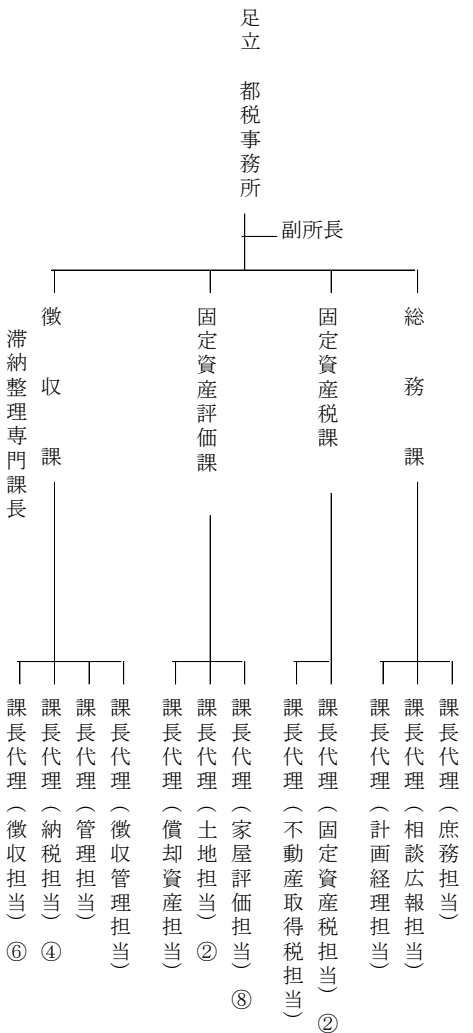 足立 都税事務所
副所長
総務課
固定資産税課
固定資産評価課
徴収課
滞納整理専門課長
課長代理（庶務担当）
課長代理（相談広報担当）
課長代理（計画経理担当）
課長代理（固定資産税担当）②
課長代理（不動産取得税担当）
課長代理（家屋評価担当）⑧
課長代理（土地担当）②
課長代理（償却資産担当）
課長代理（徴収管理担当）
課長代理（管理担当）
課長代理（納税担当）④
課長代理（徴収担当）⑥